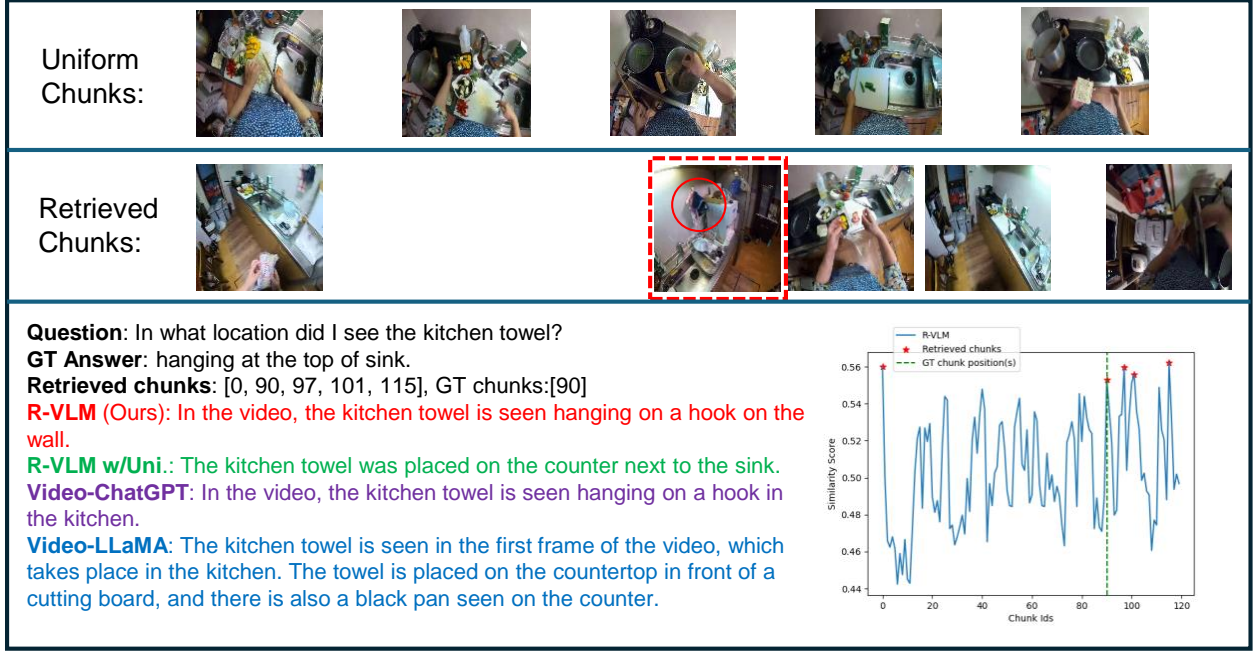 Uniform
Chunks:
Retrieved
Chunks:
Question: In what location did I see the kitchen towel?
GT Answer: hanging at the top of sink.
Retrieved chunks: [0, 90, 97, 101, 115], GT chunks:[90]
R-VLM (Ours): In the video, the kitchen towel is seen hanging on a hook on the
wall.
R-VLM w/Uni.: The kitchen towel was placed on the counter next to the sink.
Video-ChatGPT: In the video, the kitchen towel is seen hanging on a hook in
the kitchen.
Video-LLaMA: The kitchen towel is seen in the first frame of the video, which
takes place in the kitchen. The towel is placed on the countertop in front of a
cutting board, and there is also a black pan seen on the counter.
R-VLM
Retrieved chunks
GT chunk position(s)
Similarity Score
0.56
0.54
0.52
0.50
0.48
0.46
0.44
0 20 40 60 80 100 120
Chunk Ids